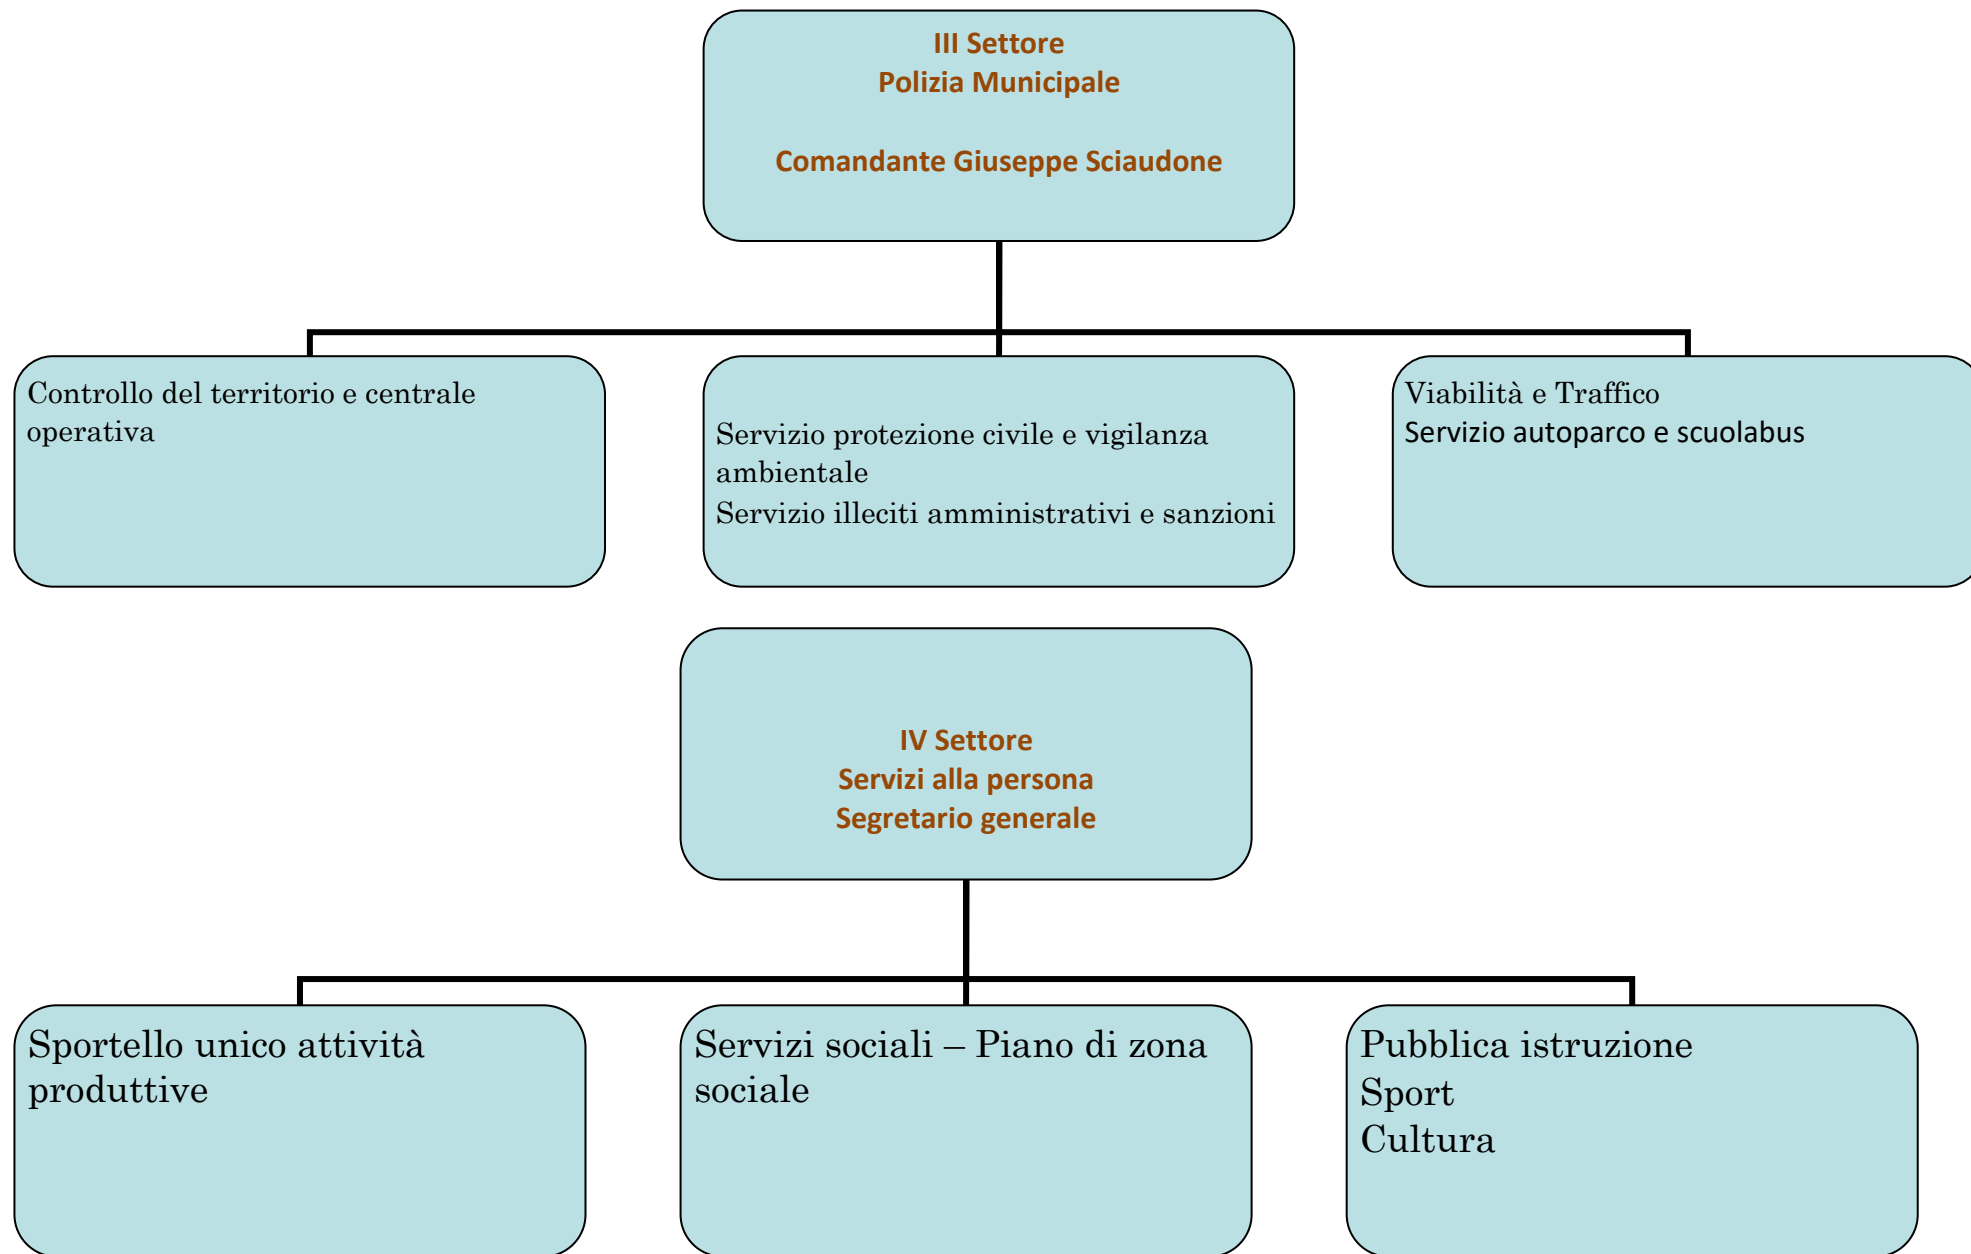 III Settore
Polizia Municipale
Comandante Giuseppe Sciaudone
Controllo del territorio e centrale
operativa
Servizio protezione civile e vigilanza
ambientale
Servizio illeciti amministrativi e sanzioni
Viabilità e Traffico
Servizio autoparco e scuolabus
IV Settore
Servizi alla persona
Segretario generale
Sportello unico attività
produttive
Servizi sociali – Piano di zona
sociale
Pubblica istruzione
Sport
Cultura